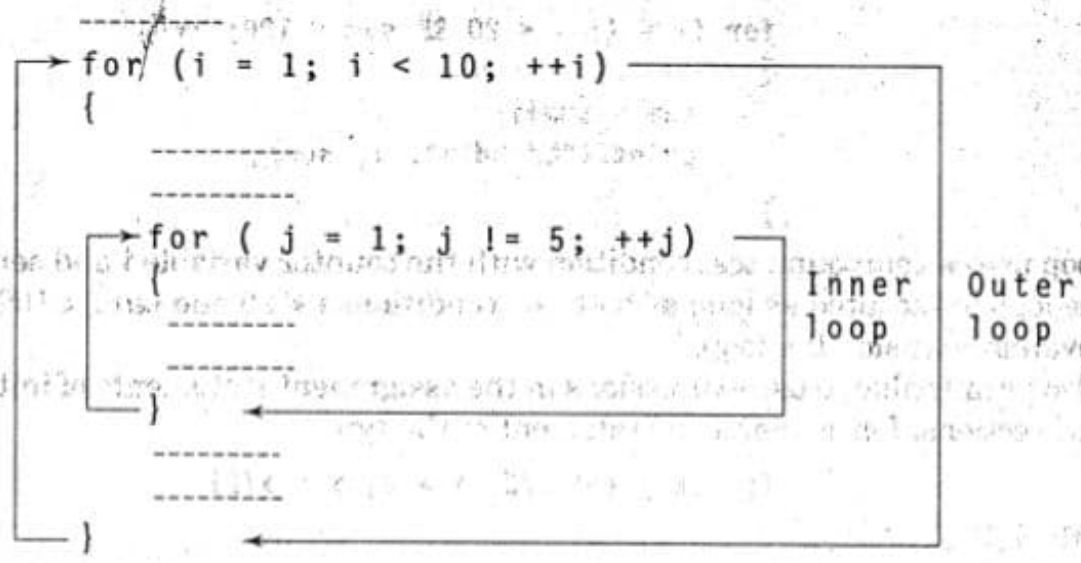 for (i = 1; i < 10; ++i)
{
for ( j = 1; j != 5; ++j)
{
Inner Outer
loop loop
}
}